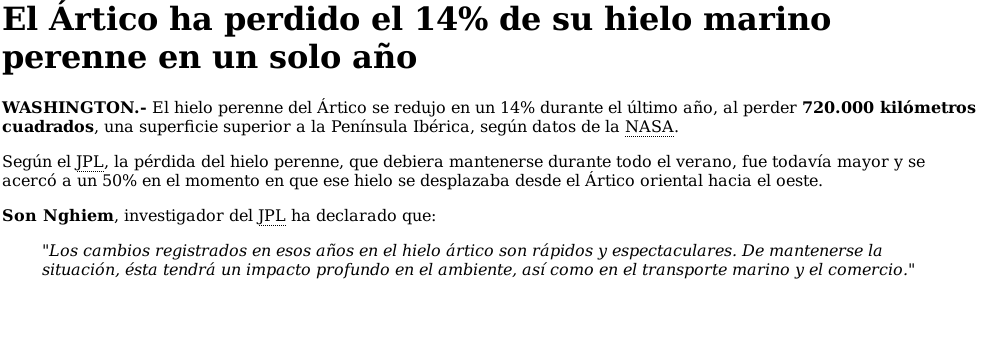 El Ártico ha perdido el 14% de su hielo marino
perenne en un solo año
WASHINGTON.- El hielo perenne del Ártico se redujo en un 14% durante el último año, al perder 720.000 kilómetros
cuadrados, una superficie superior a la Península Ibérica, según datos de la NASA.
Según el JPL, la pérdida del hielo perenne, que debiera mantenerse durante todo el verano, fue todavía mayor y se
acercó a un 50% en el momento en que ese hielo se desplazaba desde el Ártico oriental hacia el oeste.
Son Nghiem, investigador del JPL ha declarado que:
"Los cambios registrados en esos años en el hielo ártico son rápidos y espectaculares. De mantenerse la
situación, ésta tendrá un impacto profundo en el ambiente, así como en el transporte marino y el comercio."